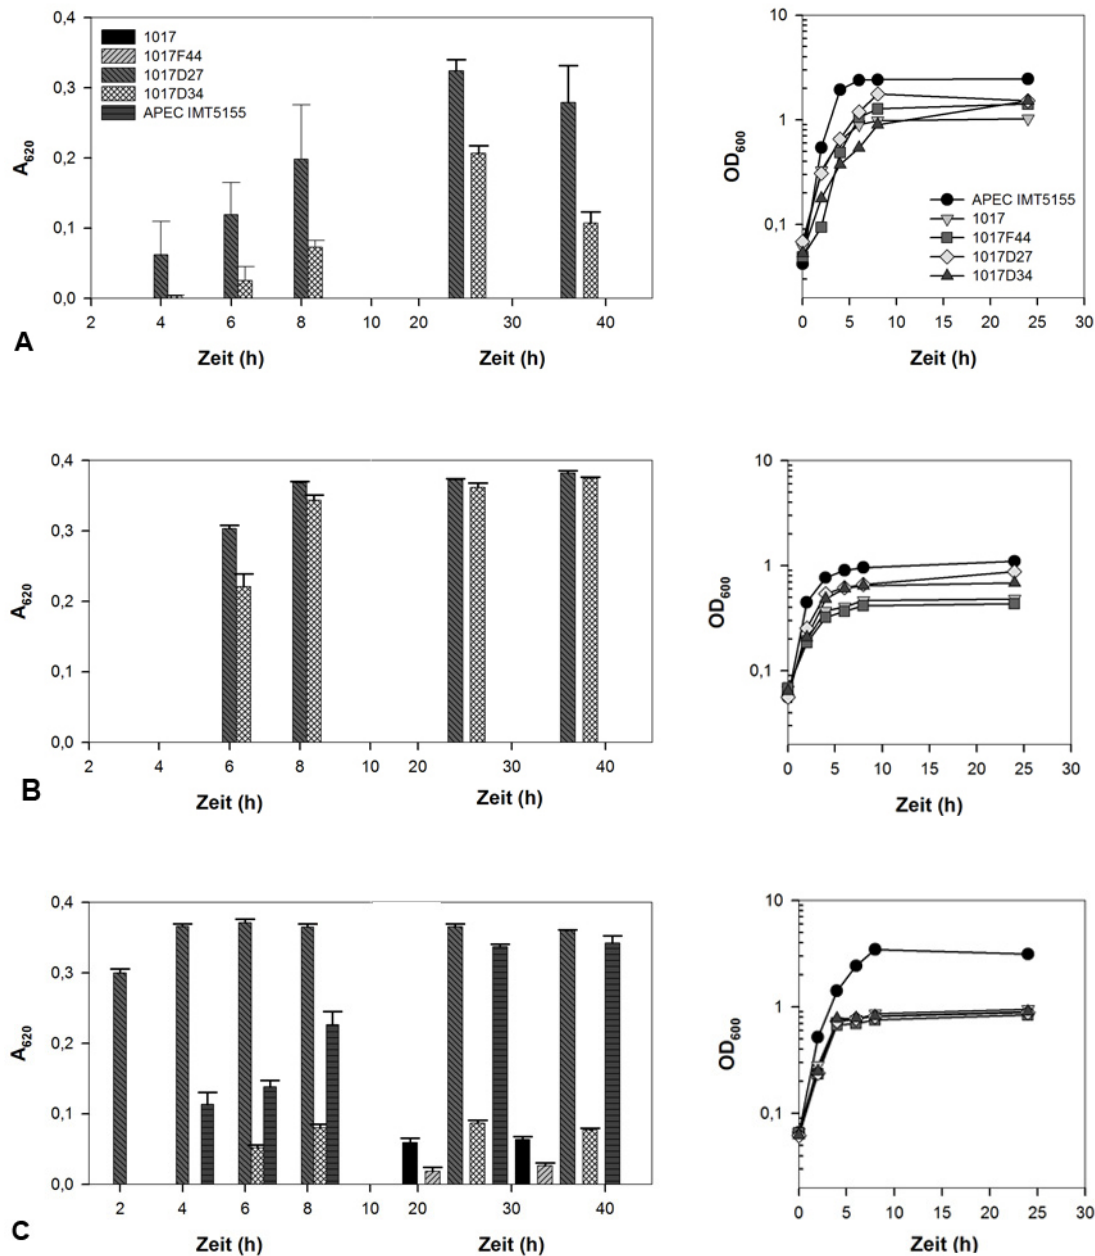 0,4
0,3
0,2
0,1
0,0
A620
1017
1017F44
1017D27
1017D34
APEC IMT5155
2 4 6 8 10 20 30 40
Zeit (h) Zeit (h)
A
10
1
0,1
OD600
APEC IMT5155
1017
1017F44
1017D27
1017D34
0 5 10 15 20 25 30
Zeit (h)
0,4
0,3
0,2
0,1
0,0
A620
2 4 6 8 10 20 30 40
Zeit (h) Zeit (h)
B
10
1
0,1
OD600
0 5 10 15 20 25 30
Zeit (h)
0,4
0,3
0,2
0,1
0,0
A620
2 4 6 8 10 20 30 40
Zeit (h) Zeit (h)
C
10
1
0,1
OD600
0 5 10 15 20 25 30
Zeit (h)